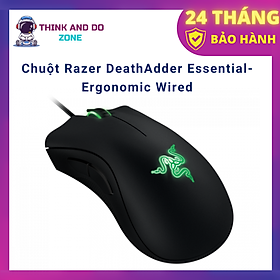 THINK AND DO
ZONE
24 THÁNG
BẢO HÀNH
Chuột Razer DeathAdder Essential-
Ergonomic Wired